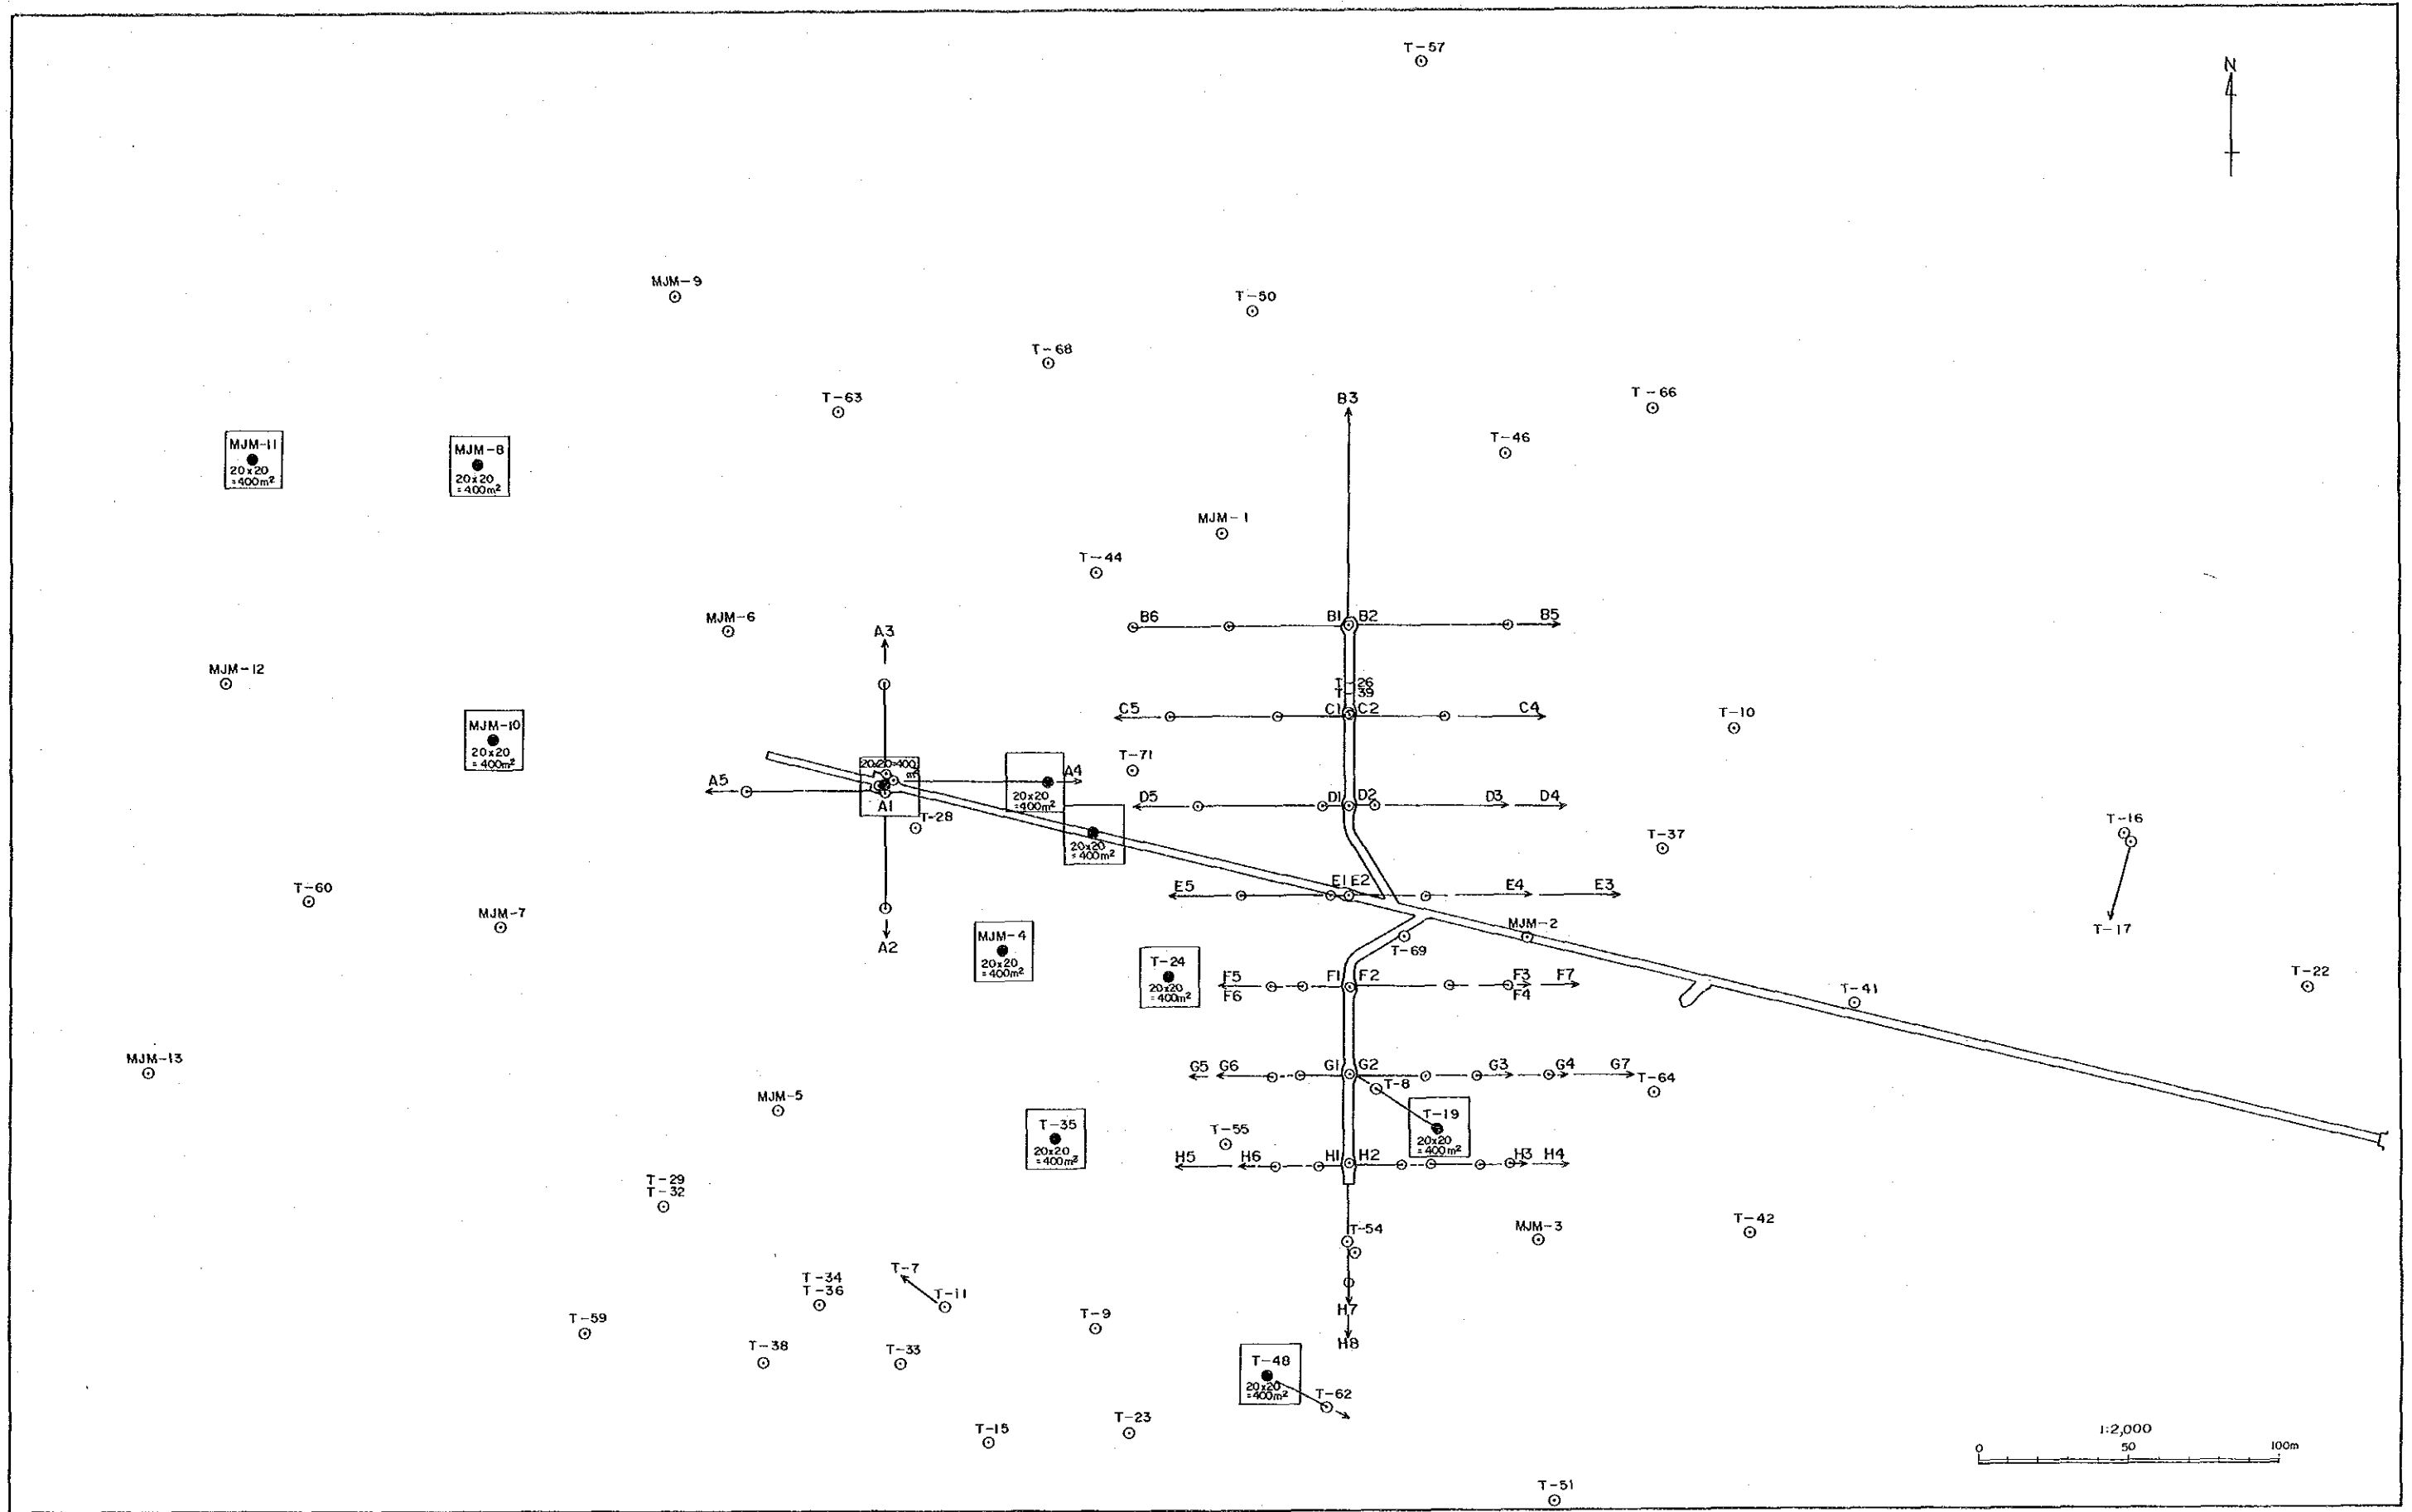 T-57
N
MJM-9
T-50
T-68
T-63
B3
T-66
T-46
MJM-11
20x20
=400m²
MJM-8
20x20
=400m²
MJM-1
T-44
MJM-6
A3
B6
B1 B2
B5
MJM-12
T-26
T-39
C5
C1 C2
C4
T-10
MJM-10
20x20
=400m²
T-71
20x20=400
m²
A5
A1
A4
20x20
=400m²
D5
D1 D2
D3
D4
T-28
20x20
=400m²
T-37
T-16
T-17
T-60
MJM-7
A2
E5
E1 E2
E4
E3
MJM-2
T-69
MJM-4
20x20
=400m²
T-24
20x20
=400m²
F5
F6
F1 F2
F3
F4
F7
T-22
T-41
MJM-13
G5 G6
G1 G2
G3
G4
G7
T-64
T-8
MJM-5
T-35
20x20
=400m²
T-55
T-19
20x20
=400m²
H5
H6
H1 H2
H3 H4
T-29
T-32
T-54
MJM-3
T-42
T-7
T-34
T-36
T-11
H7
H8
T-59
T-9
T-38
T-33
T-48
20x20
=400m²
T-62
T-15
T-23
1:2,000
0 50 100m
T-51